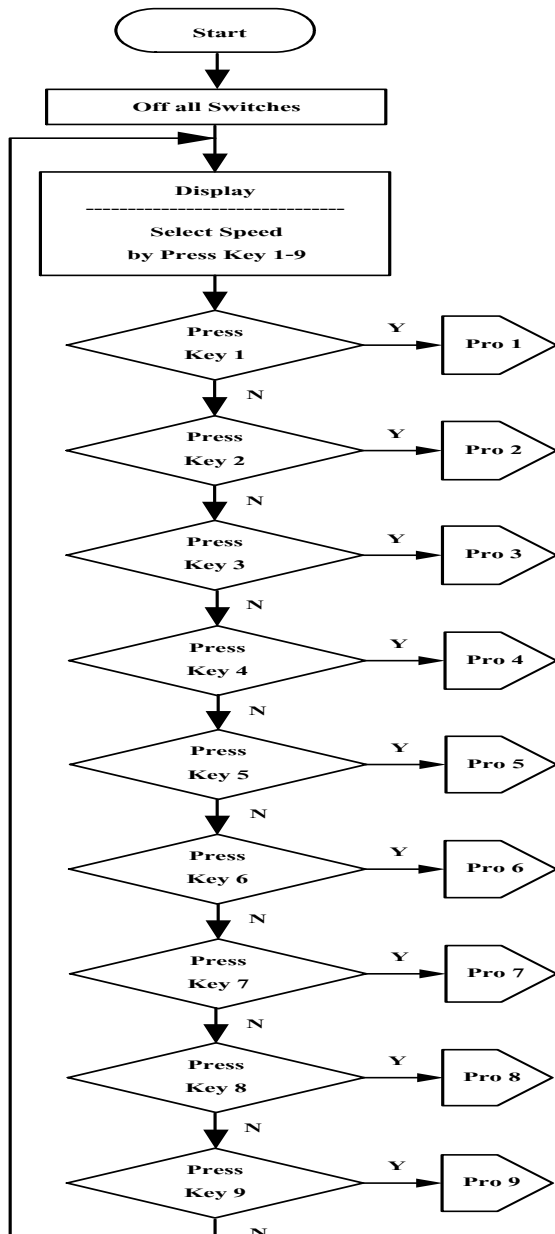 Start
Off all Switches
Display
-------------------------------
Select Speed
by Press Key 1-9
Press
Key 1
Y
Pro 1
N
Press
Key 2
Y
Pro 2
N
Press
Key 3
Y
Pro 3
N
Press
Key 4
Y
Pro 4
N
Press
Key 5
Y
Pro 5
N
Press
Key 6
Y
Pro 6
N
Press
Key 7
Y
Pro 7
N
Press
Key 8
Y
Pro 8
N
Press
Key 9
Y
Pro 9
N